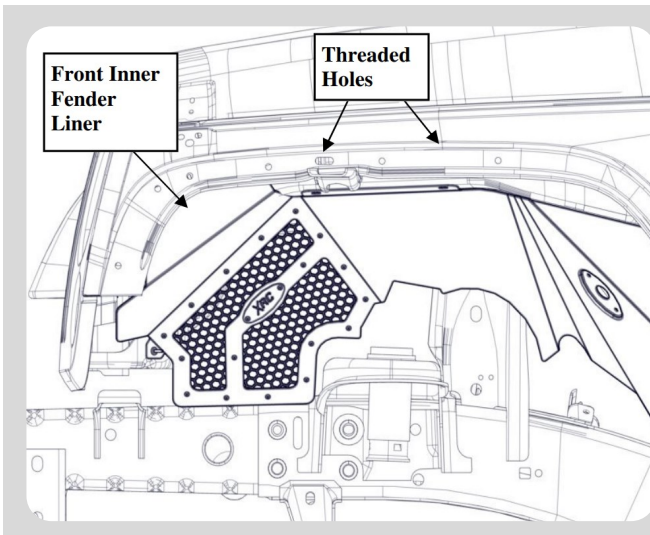 Front Inner
Fender
Liner
Threaded
Holes
XRC